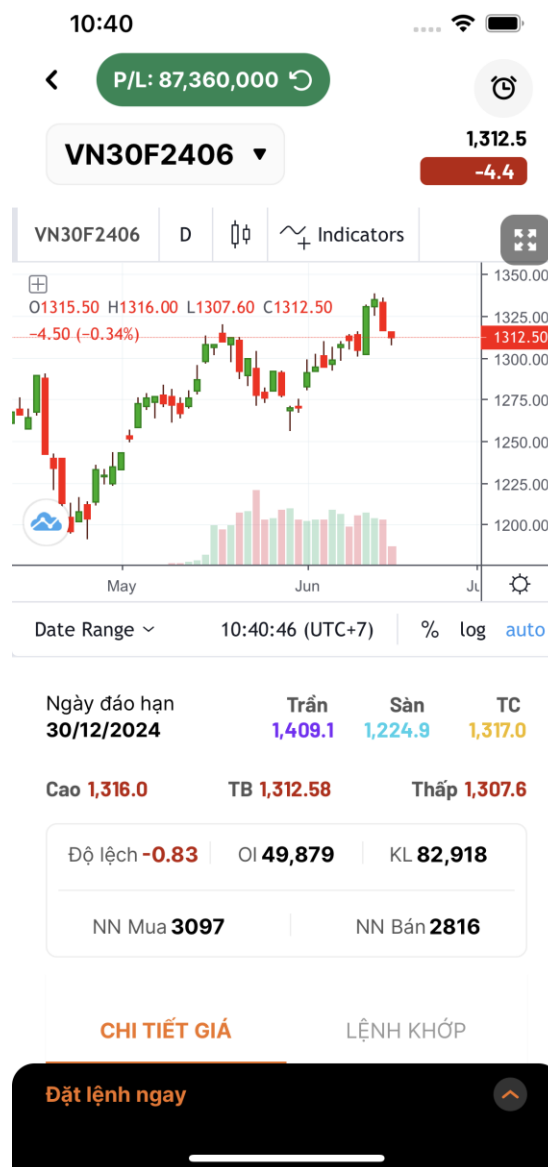 10:40
P/L: 87,360,000
VN30F2406
1,312.5
-4.4
VN30F2406 D Indicators
O1315.50 H1316.00 L1307.60 C1312.50
−4.50 (−0.34%)
1350.00
1325.00
1312.50
1300.00
1275.00
1250.00
1225.00
1200.00
May Jun
Date Range 10:40:46 (UTC+7) % log auto
Ngày đáo hạn Trần Sàn TC
30/12/2024 1,409.1 1,224.9 1,317.0
Cao 1,316.0 TB 1,312.58 Thấp 1,307.6
Độ lệch -0.83 OI 49,879 KL 82,918
NN Mua 3097 NN Bán 2816
CHI TIẾT GIÁ LỆNH KHỚP
Đặt lệnh ngay